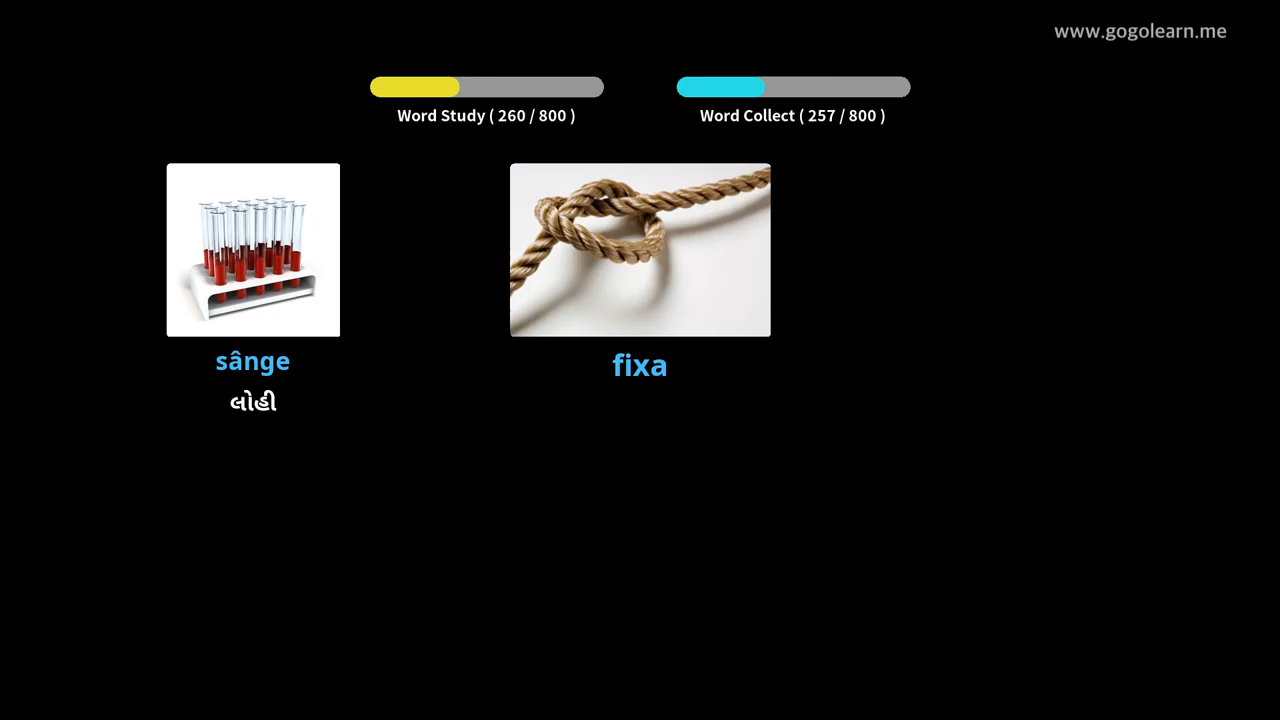 www.gogolearn.me
Word Study ( 260 / 800 )
Word Collect ( 257 / 800 )
sânge
લોહી
fixa